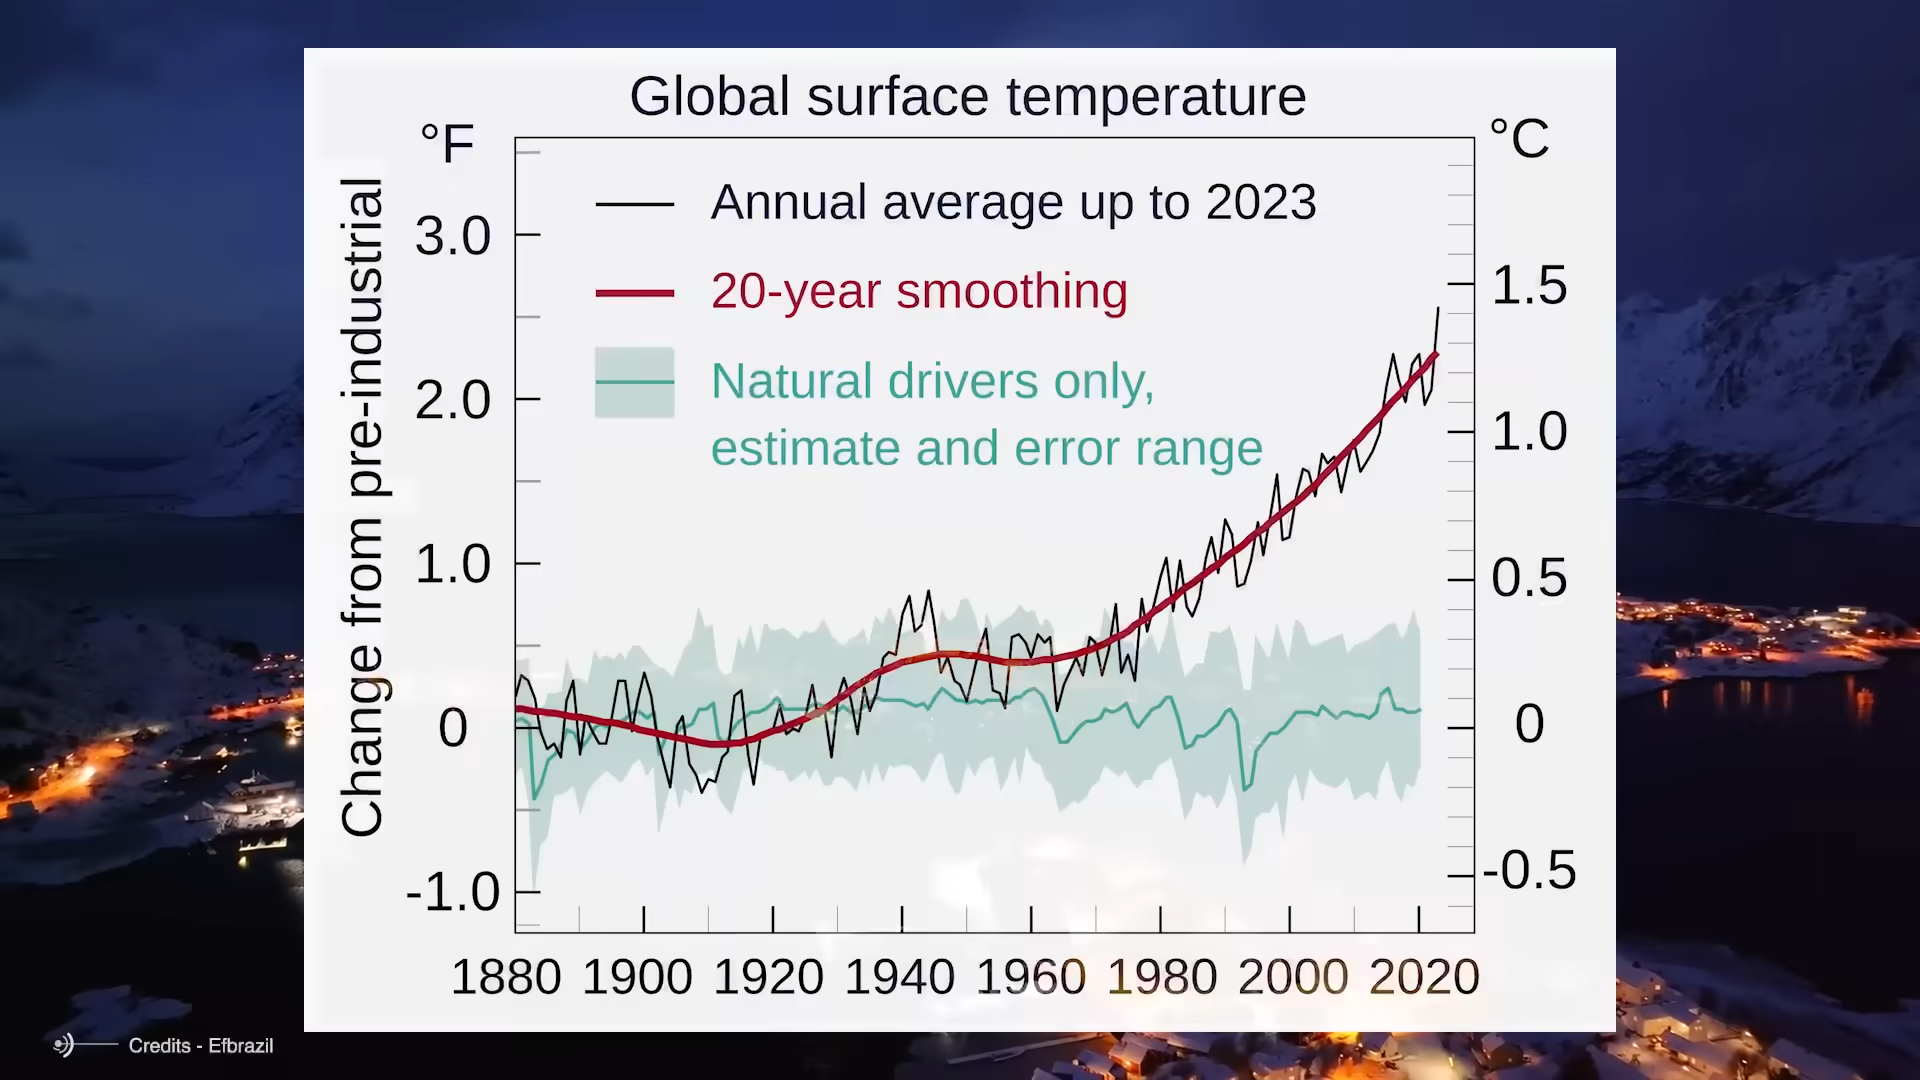 Global surface temperature
°F
°C
Change from pre-industrial
Annual average up to 2023
20-year smoothing
Natural drivers only,
estimate and error range
3.0
2.0
1.0
0
-1.0
1.5
1.0
0.5
0
-0.5
1880 1900 1920 1940 1960 1980 2000 2020
Credits - Efbrazil